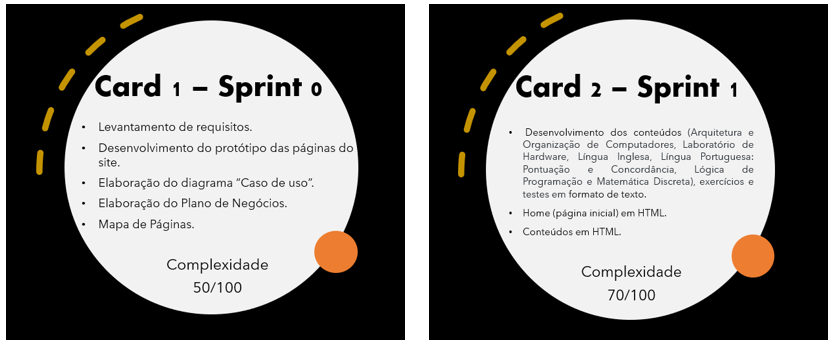 Card 1 – Sprint 0
• Levantamento de requisitos.
• Desenvolvimento do protótipo das páginas do
site.
• Elaboração do diagrama “Caso de uso”.
• Elaboração do Plano de Negócios.
• Mapa de Páginas.
Complexidade
50/100
Card 2 – Sprint 1
• Desenvolvimento dos conteúdos (Arquitetura e
Organização de Computadores, Laboratório de
Hardware, Língua Inglesa, Língua Portuguesa:
Pontuação e Concordância, Lógica de
Programação e Matemática Discreta), exercícios e
testes em formato de texto.
• Home (página inicial) em HTML.
• Conteúdos em HTML.
Complexidade
70/100